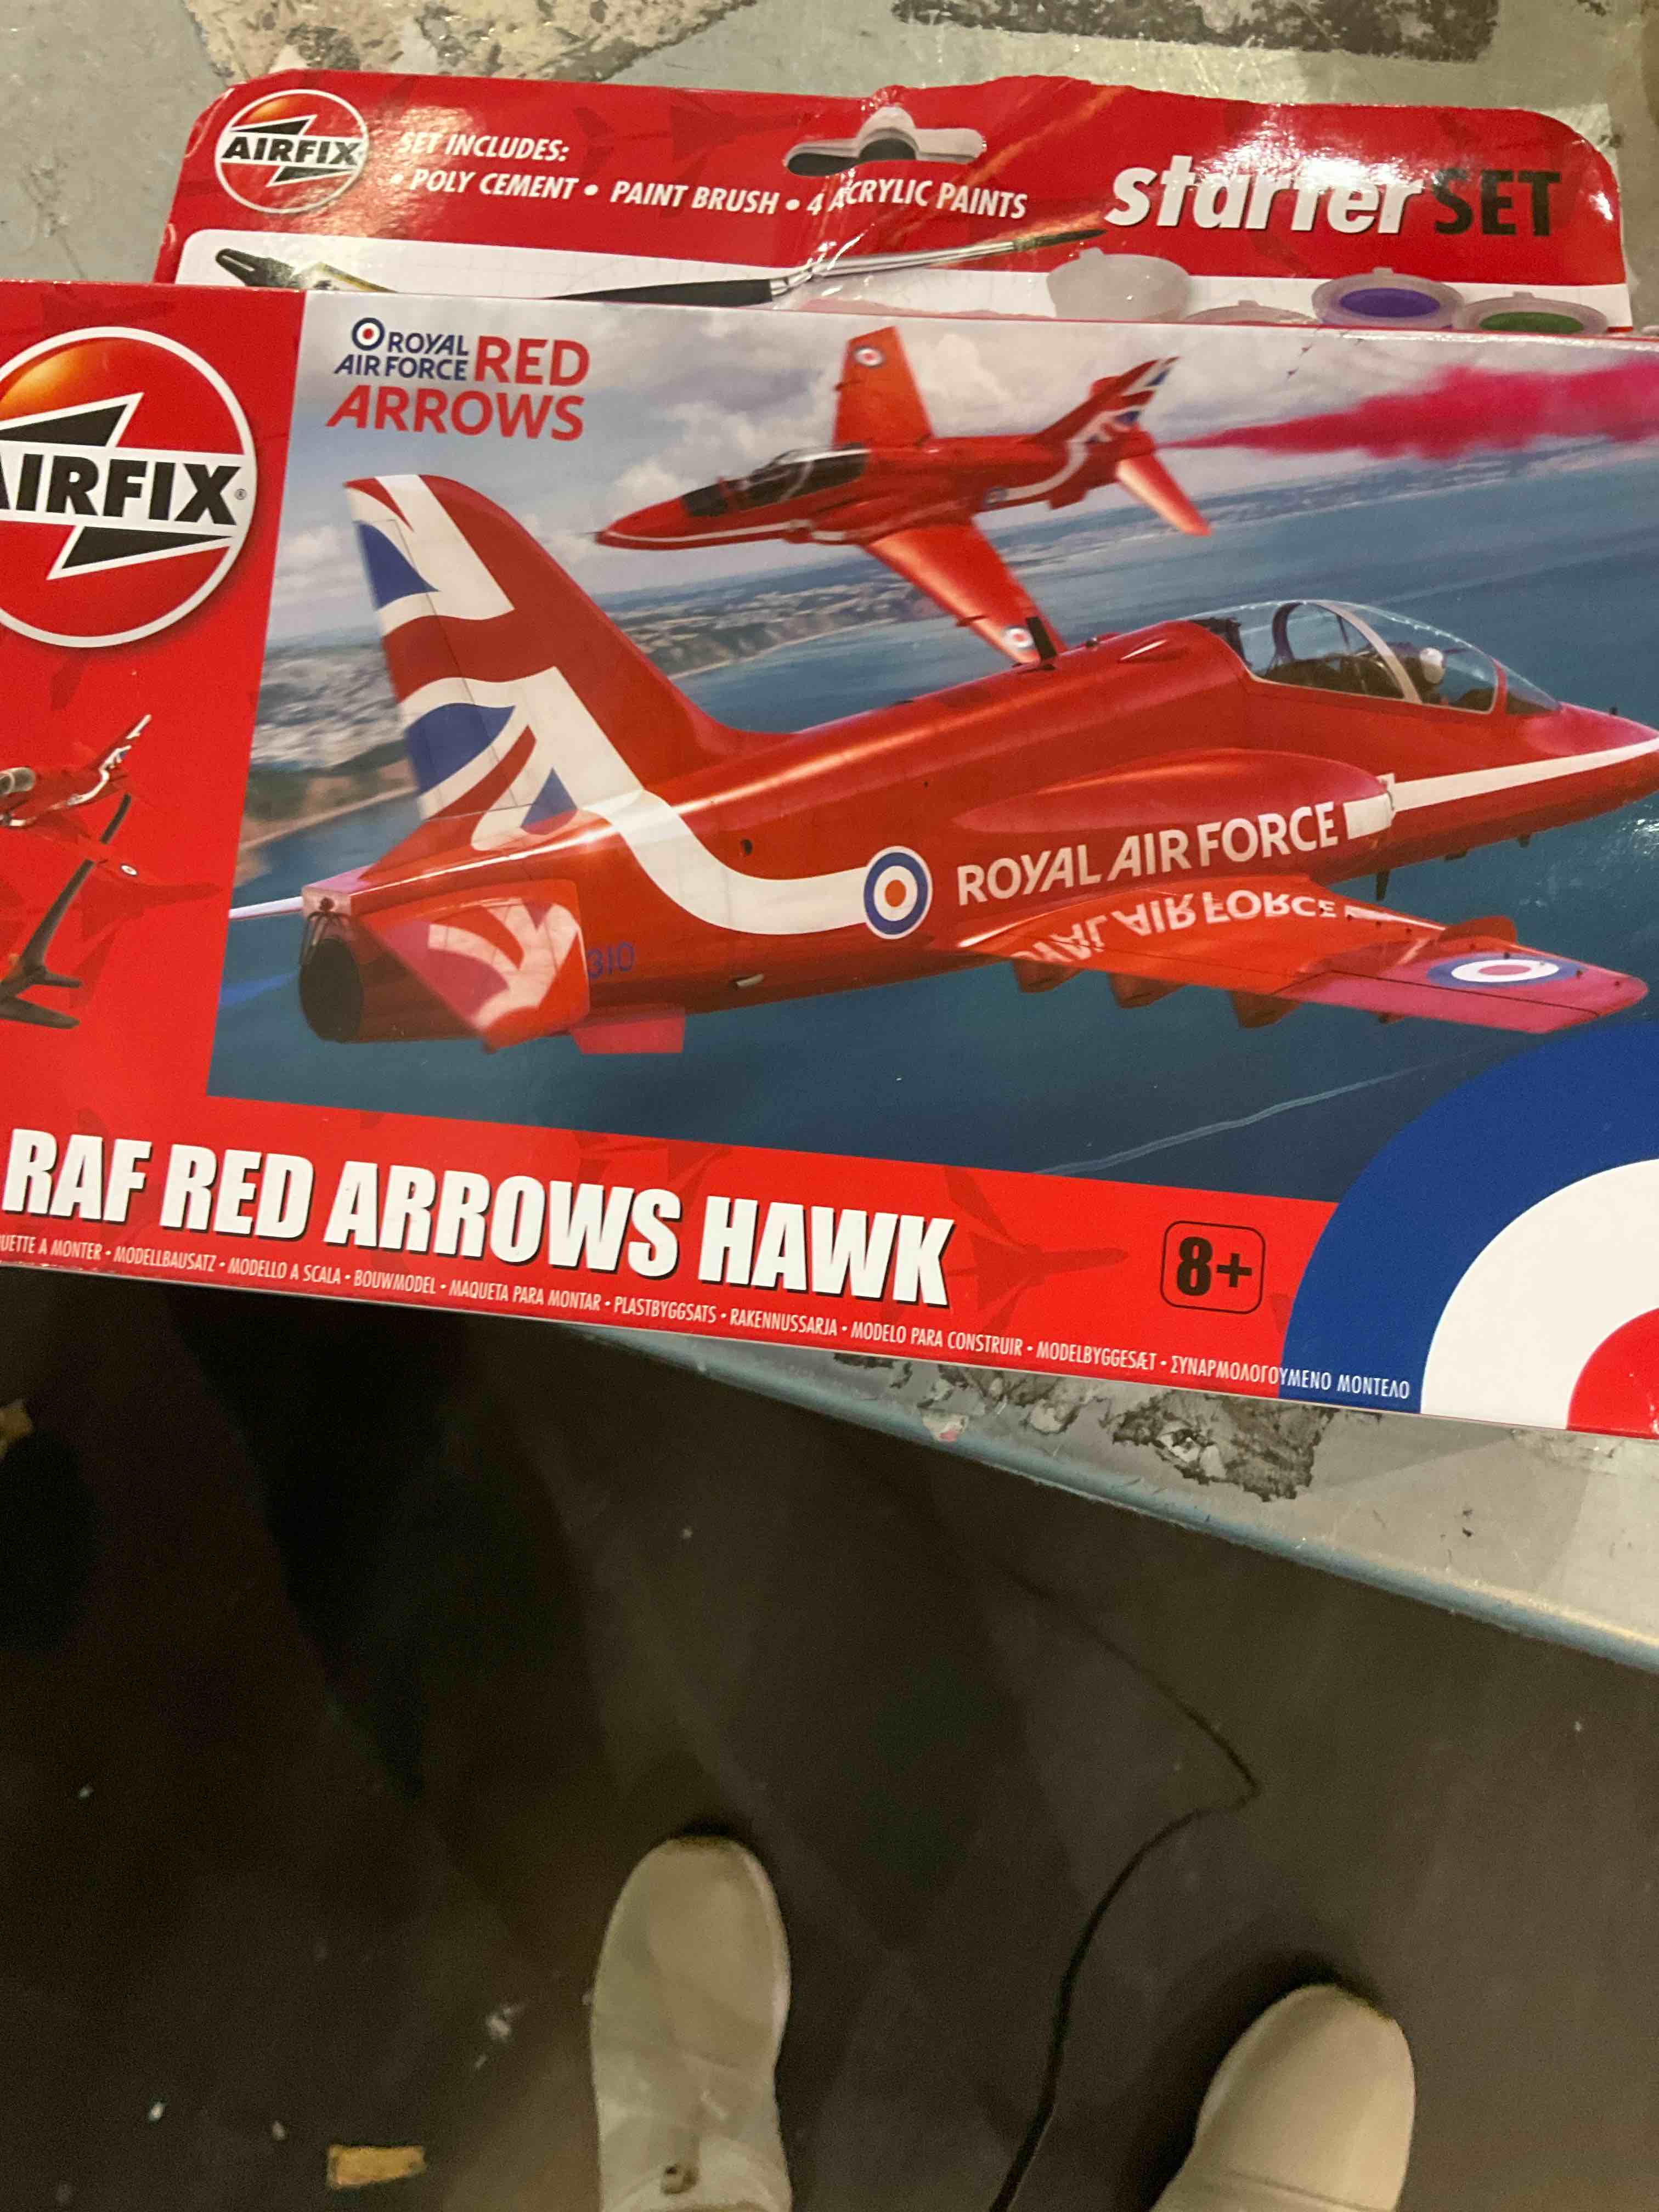 AIRFIX
SET INCLUDES:
• POLY CEMENT • PAINT BRUSH • 4 ACRYLIC PAINTS
starter SET
AIRFIX®
ROYAL AIR FORCE RED ARROWS
ROYAL AIR FORCE
310
RAF RED ARROWS HAWK
8+
MODELLBAUSATZ • MODELLO A SCALA • BOUWMODEL • MAQUETA PARA MONTAR • PLASTBYGGSATS • RAKENNUSSARJA • MODELO PARA CONSTRUIR • MODELBYGGESÆT • ΣΥΝΑΡΜΟΛΟΓΟΥΜΕΝΟ ΜΟΝΤΕΛΟ